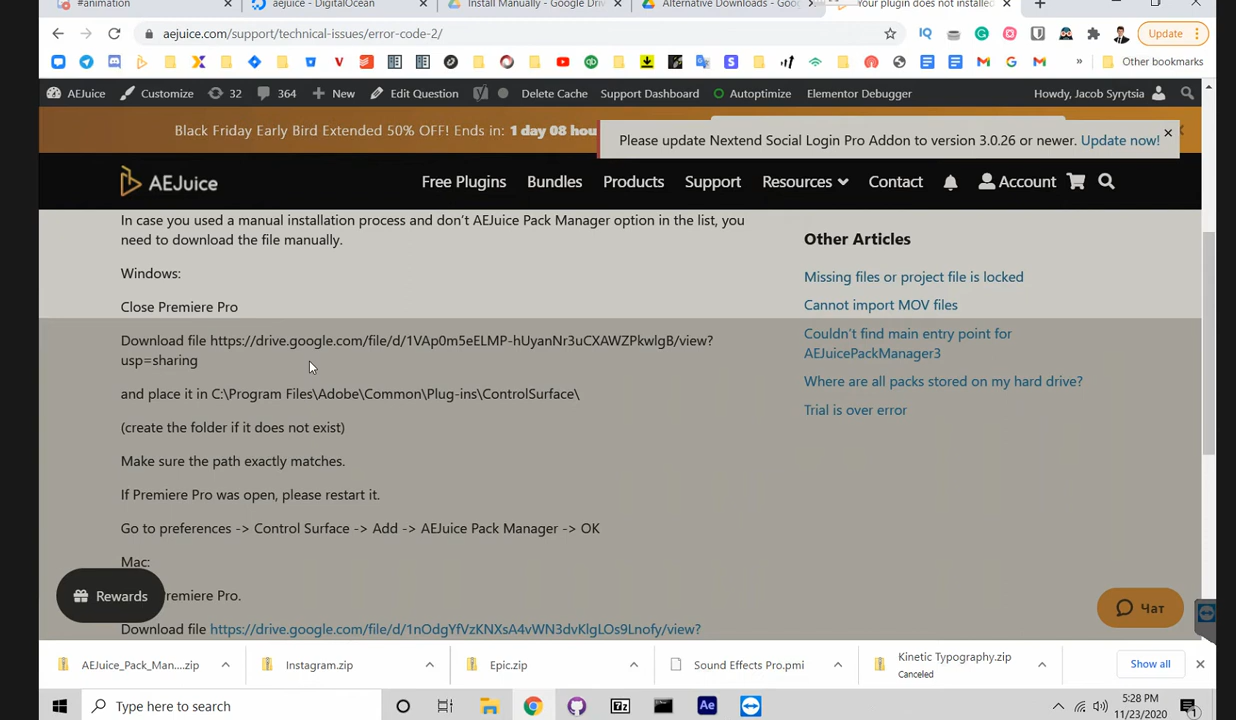 #animation
aejuice - DigitalOcean
Install Manually - Google Driv
Alternative Downloads - Goog
Your plugin does not installed
aejuice.com/support/technical-issues/error-code-2/
Update
Other bookmarks
AEJuice
Customize
32
364
New
Edit Question
Delete Cache
Support Dashboard
Autoptimize
Elementor Debugger
Howdy, Jacob Syrytsia
Black Friday Early Bird Extended 50% OFF! Ends in: 1 day 08 hou
Please update Nextend Social Login Pro Addon to version 3.0.26 or newer. Update now!
AEJuice
Free Plugins
Bundles
Products
Support
Resources
Contact
Account
In case you used a manual installation process and don't AEJuice Pack Manager option in the list, you
need to download the file manually.
Windows:
Close Premiere Pro
Download file https://drive.google.com/file/d/1VAp0m5eELMP-hUyanNr3uCXAWZPkwlgB/view?
usp=sharing
and place it in C:\Program Files\Adobe\Common\Plug-ins\ControlSurface\
(create the folder if it does not exist)
Make sure the path exactly matches.
If Premiere Pro was open, please restart it.
Go to preferences -> Control Surface -> Add -> AEJuice Pack Manager -> OK
Mac:
Premiere Pro.
Download file https://drive.google.com/file/d/1nOdgYfVzKNXsA4vWN3dvKlgLOs9Lnofy/view?
Other Articles
Missing files or project file is locked
Cannot import MOV files
Couldn't find main entry point for
AEJuicePackManager3
Where are all packs stored on my hard drive?
Trial is over error
Rewards
Чат
AEJuice_Pack_Man....zip
Instagram.zip
Epic.zip
Sound Effects Pro.pmi
Kinetic Typography.zip
Canceled
Show all
Type here to search
5:28 PM
11/23/2020